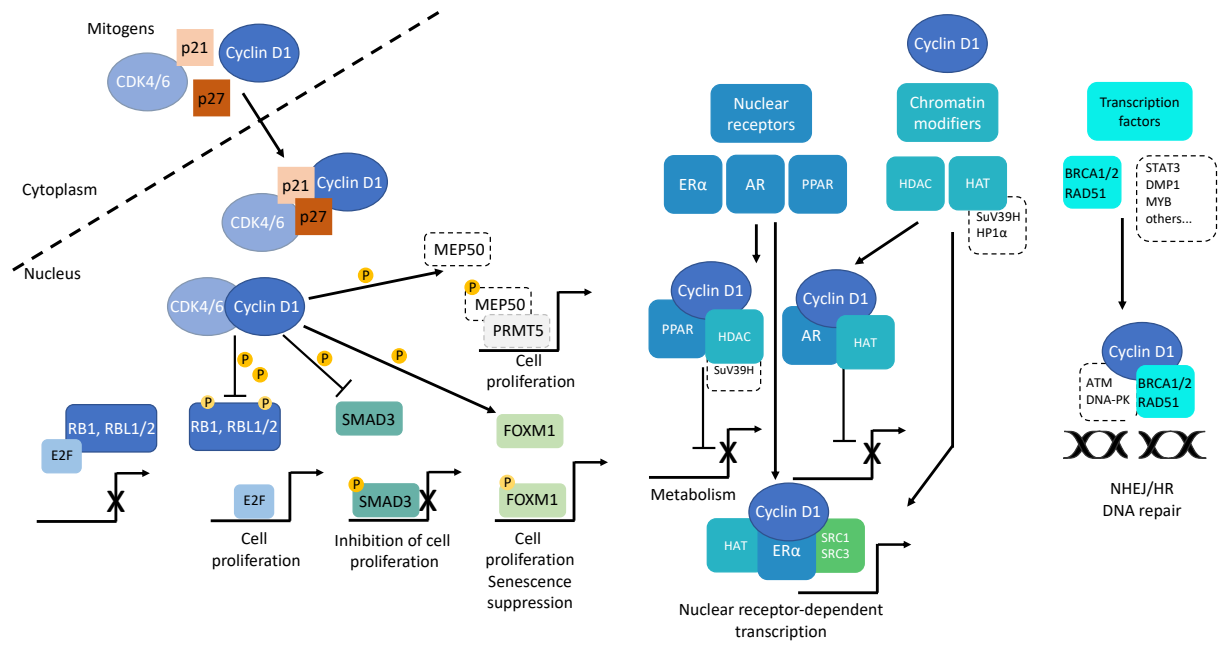 Mitogens
p21
Cyclin D1
CDK4/6
p27
Cytoplasm
p21
Cyclin D1
p27
CDK4/6
Nucleus
CDK4/6
Cyclin D1
P
MEP50
P
MEP50
PRMT5
Cell
proliferation
P
P
P
P
P
P
RB1, RBL1/2
E2F
RB1, RBL1/2
SMAD3
FOXM1
X
E2F
Cell
proliferation
P
SMAD3
X
Inhibition of cell
proliferation
P
FOXM1
Cell
proliferation
Senescence
suppression
Cyclin D1
Nuclear
receptors
Chromatin
modifiers
Transcription
factors
ERα
AR
PPAR
HDAC
HAT
SuV39H
HP1α
BRCA1/2
RAD51
STAT3
DMP1
MYB
others...
Cyclin D1
PPAR
HDAC
SuV39H
X
Metabolism
Cyclin D1
AR
HAT
X
Cyclin D1
HAT
ERα
SRC1
SRC3
Nuclear receptor-dependent
transcription
Cyclin D1
ATM
DNA-PK
BRCA1/2
RAD51
NHEJ/HR
DNA repair